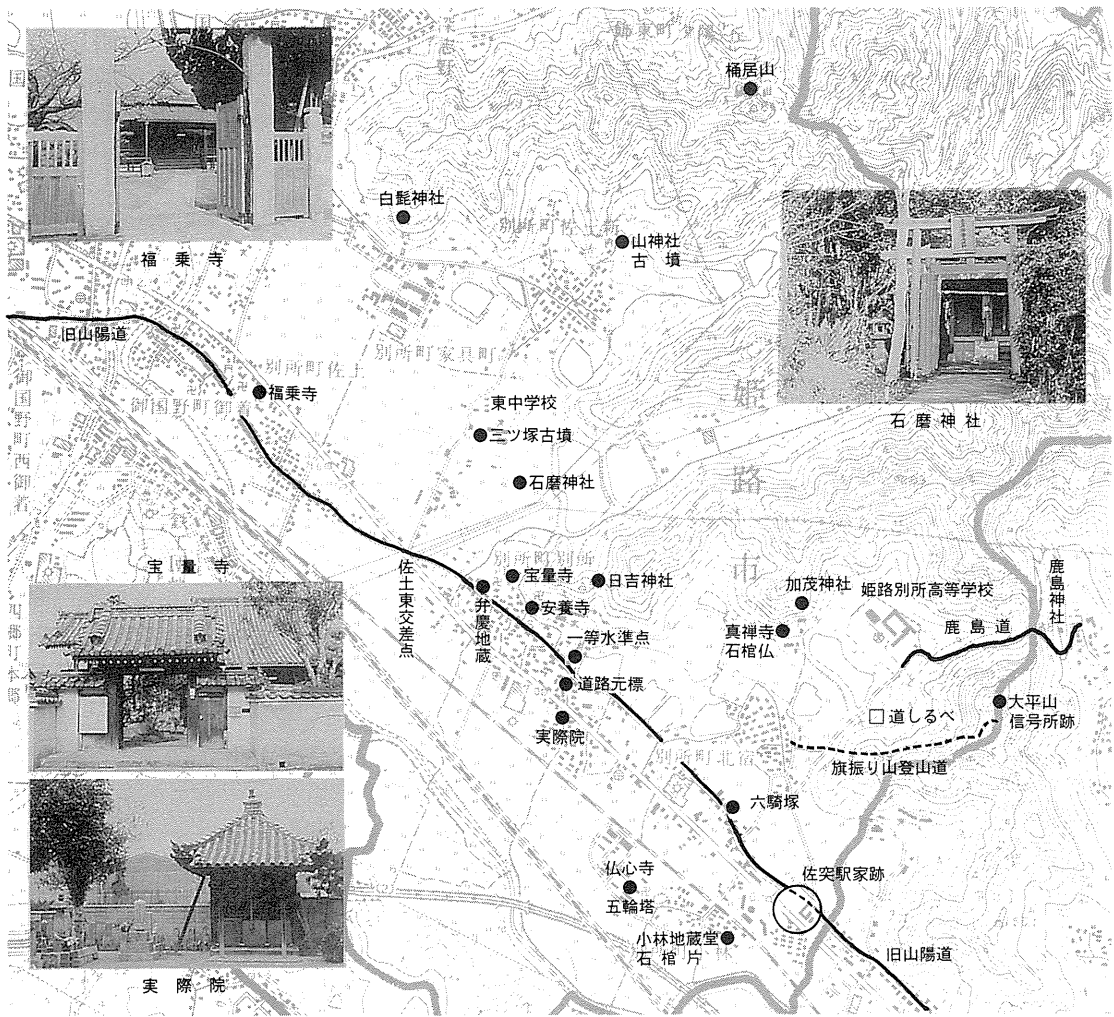 桶居山
白髭神社
山神社
古墳
福乗寺
石磨神社
旧山陽道
別所町佐土
別所町家具町
福乗寺
御国野町御着
御国野町西御着
東中学校
三ツ塚古墳
石磨神社
姫路市
宝量寺
別所町別所
佐土東交差点
宝量寺
日吉神社
弁慶地蔵
安養寺
加茂神社
姫路別所高等学校
鹿島神社
真禅寺
石棺仏
鹿島道
一等水準点
道路元標
実際院
大平山
信号所跡
□道しるべ
旗振り山登山道
別所町北宿
六騎塚
仏心寺
五輪塔
佐突駅家跡
小林地蔵堂
石棺片
旧山陽道
実際院